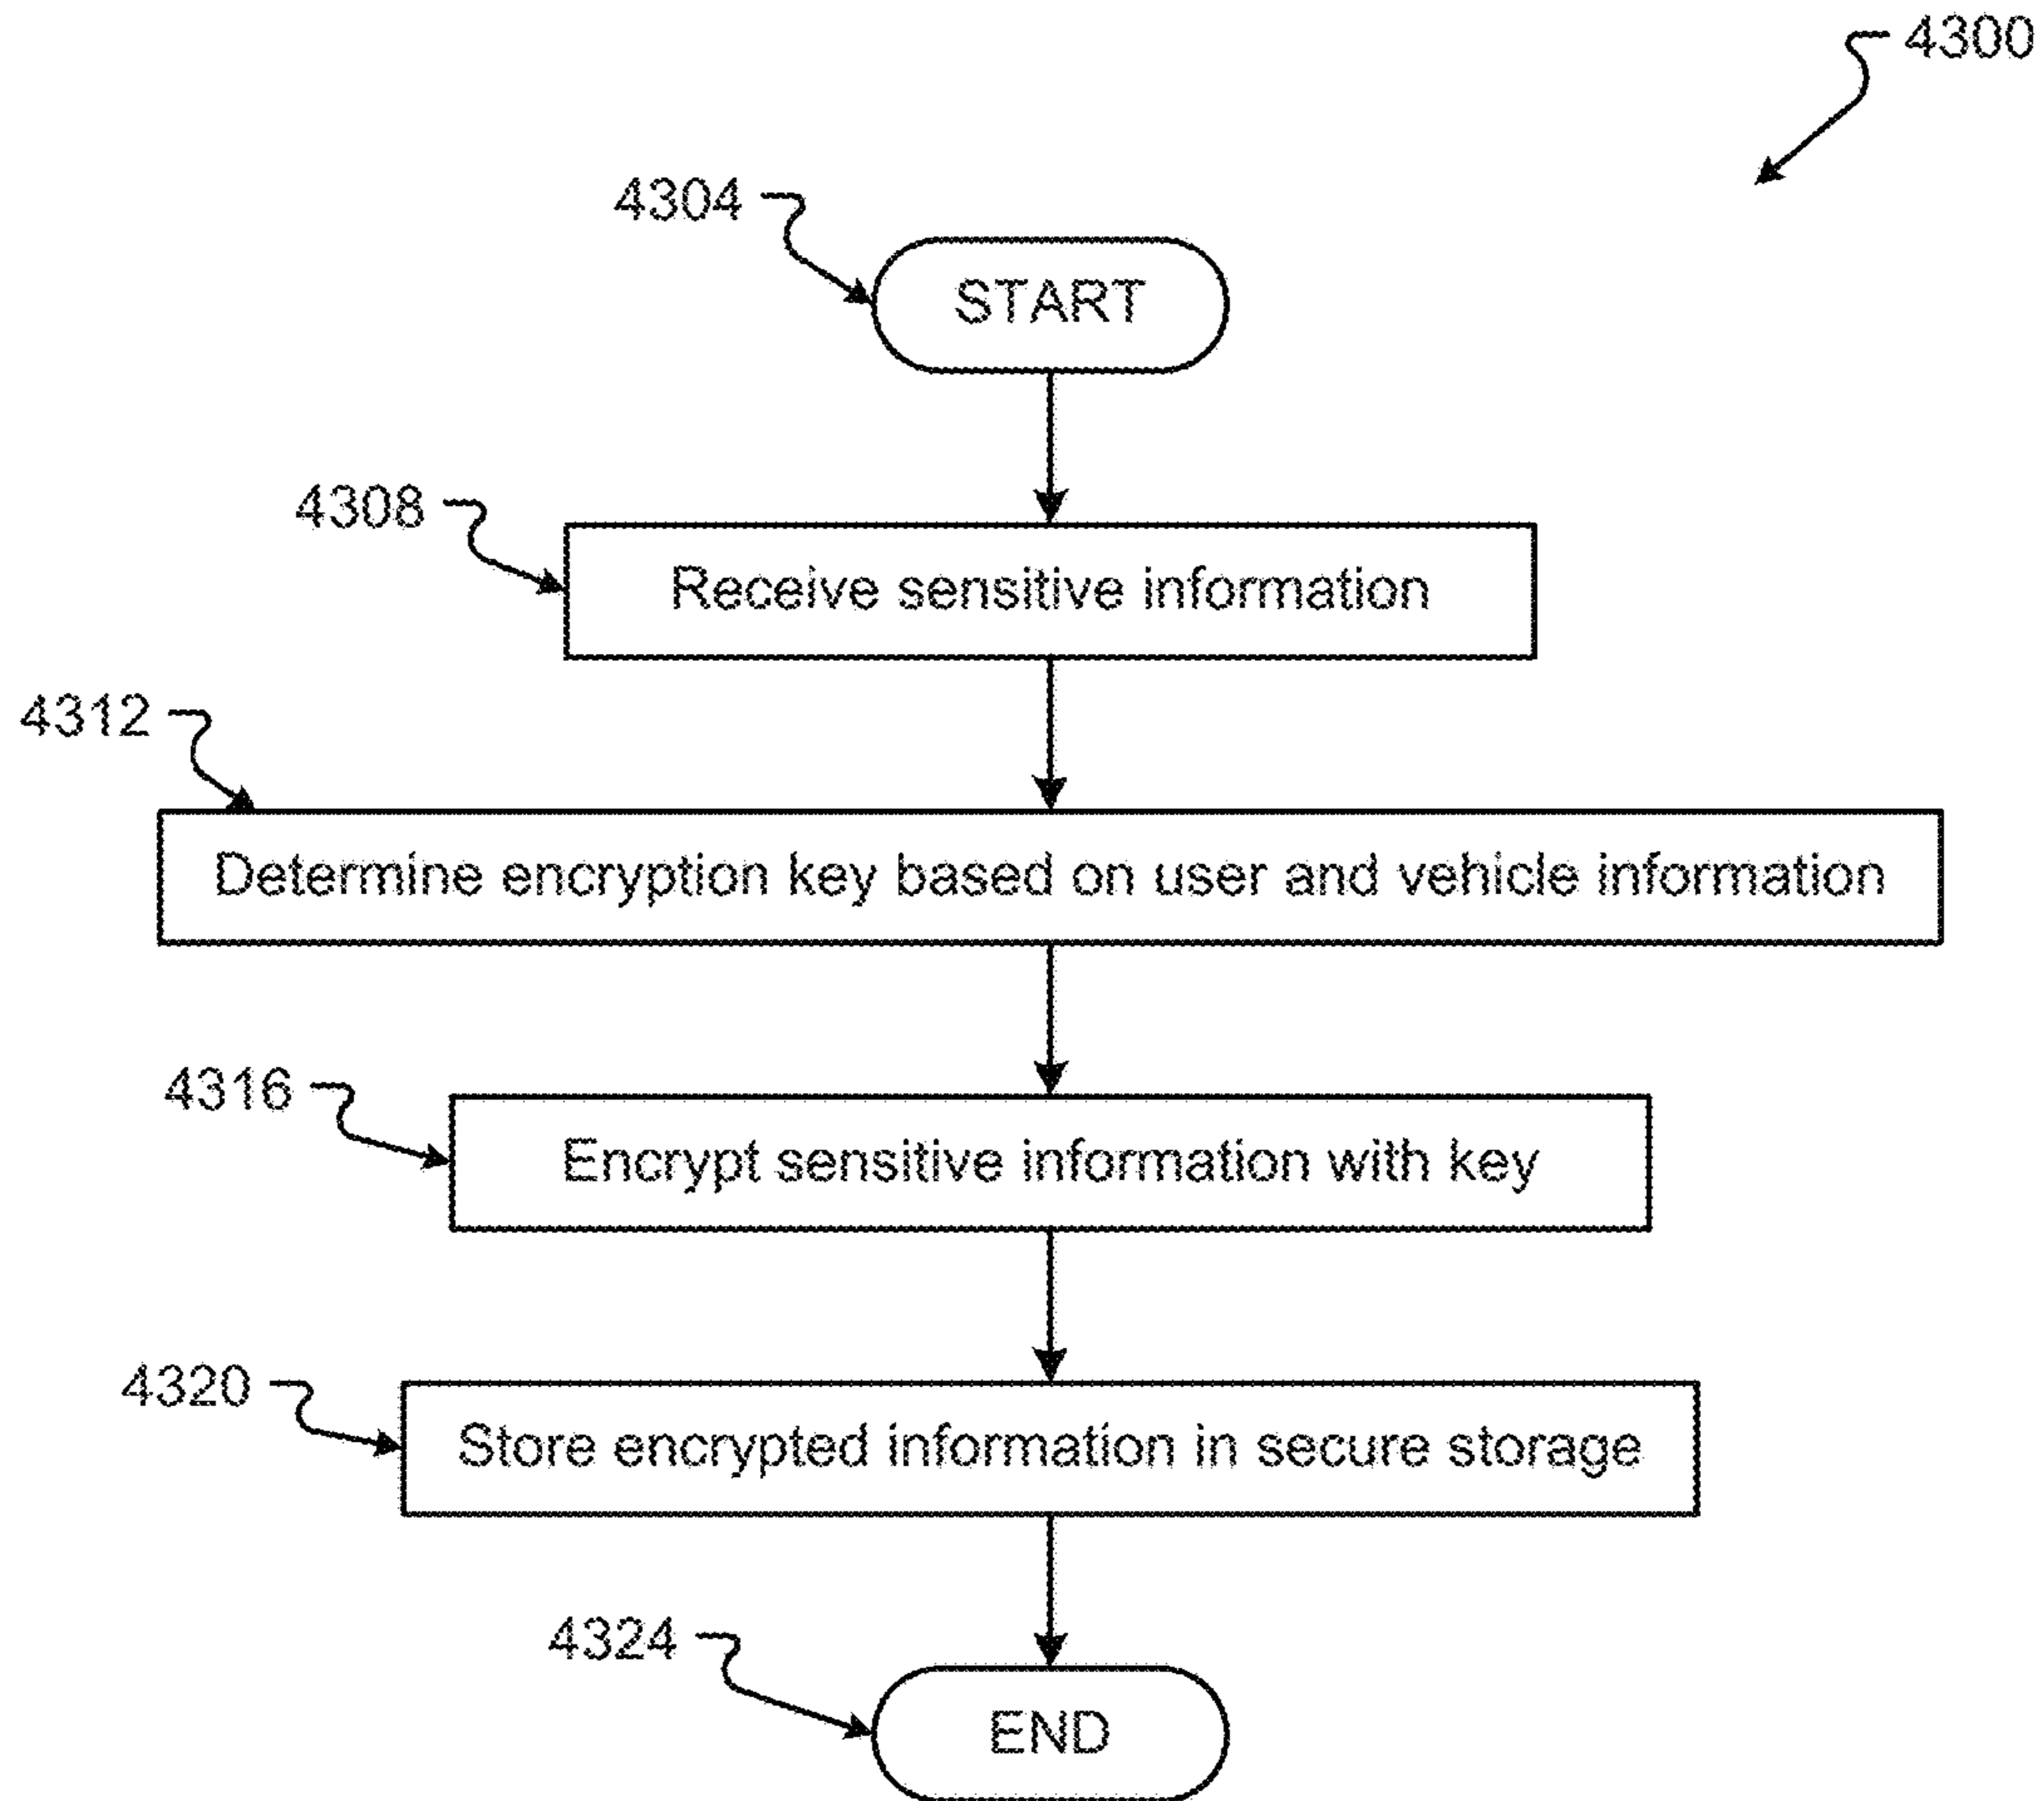 4300
4304
START
4308
Receive sensitive information
4312
Determine encryption key based on user and vehicle information
4316
Encrypt sensitive information with key
4320
Store encrypted information in secure storage
4324
END